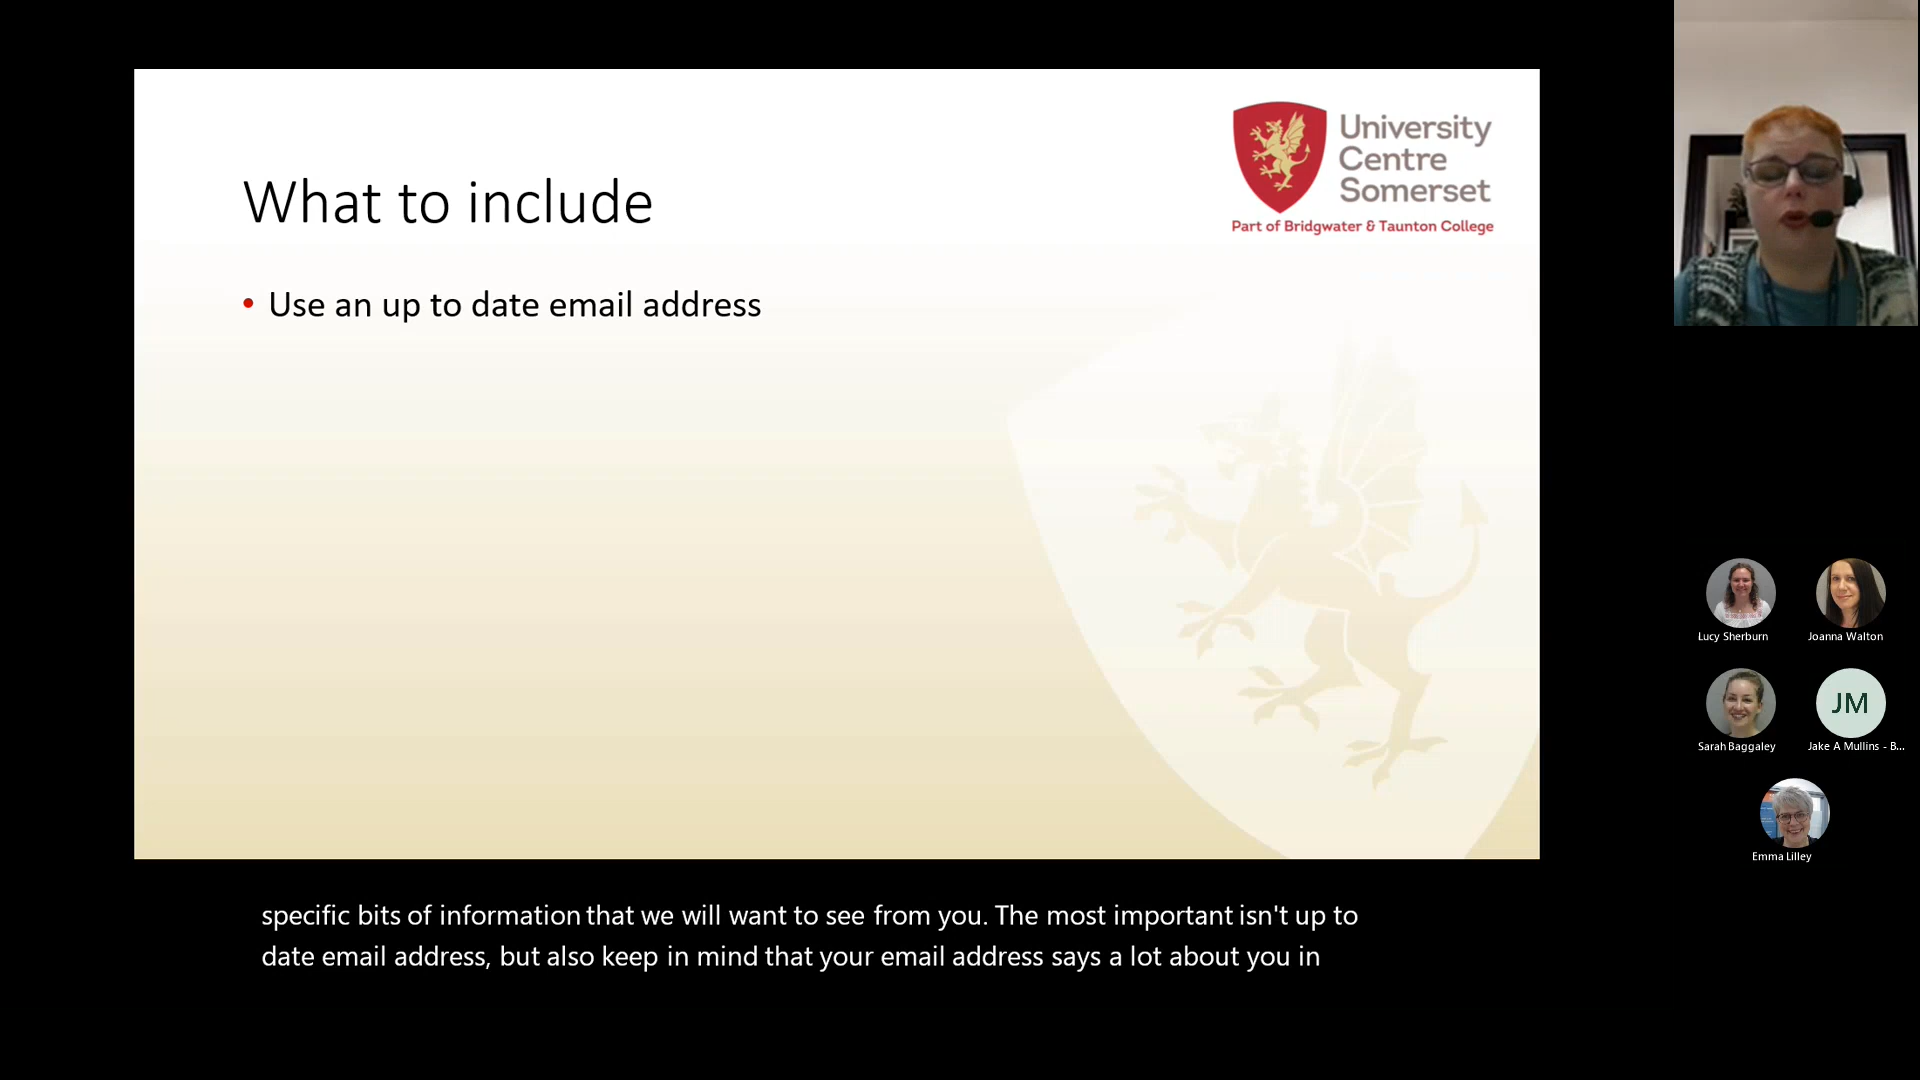 University
Centre
Somerset
Part of Bridgwater & Taunton College
What to include
• Use an up to date email address
Lucy Sherburn
Joanna Walton
JM
Sarah Baggaley
Jake A Mullins - B...
Emma Lilley
specific bits of information that we will want to see from you. The most important isn't up to
date email address, but also keep in mind that your email address says a lot about you in